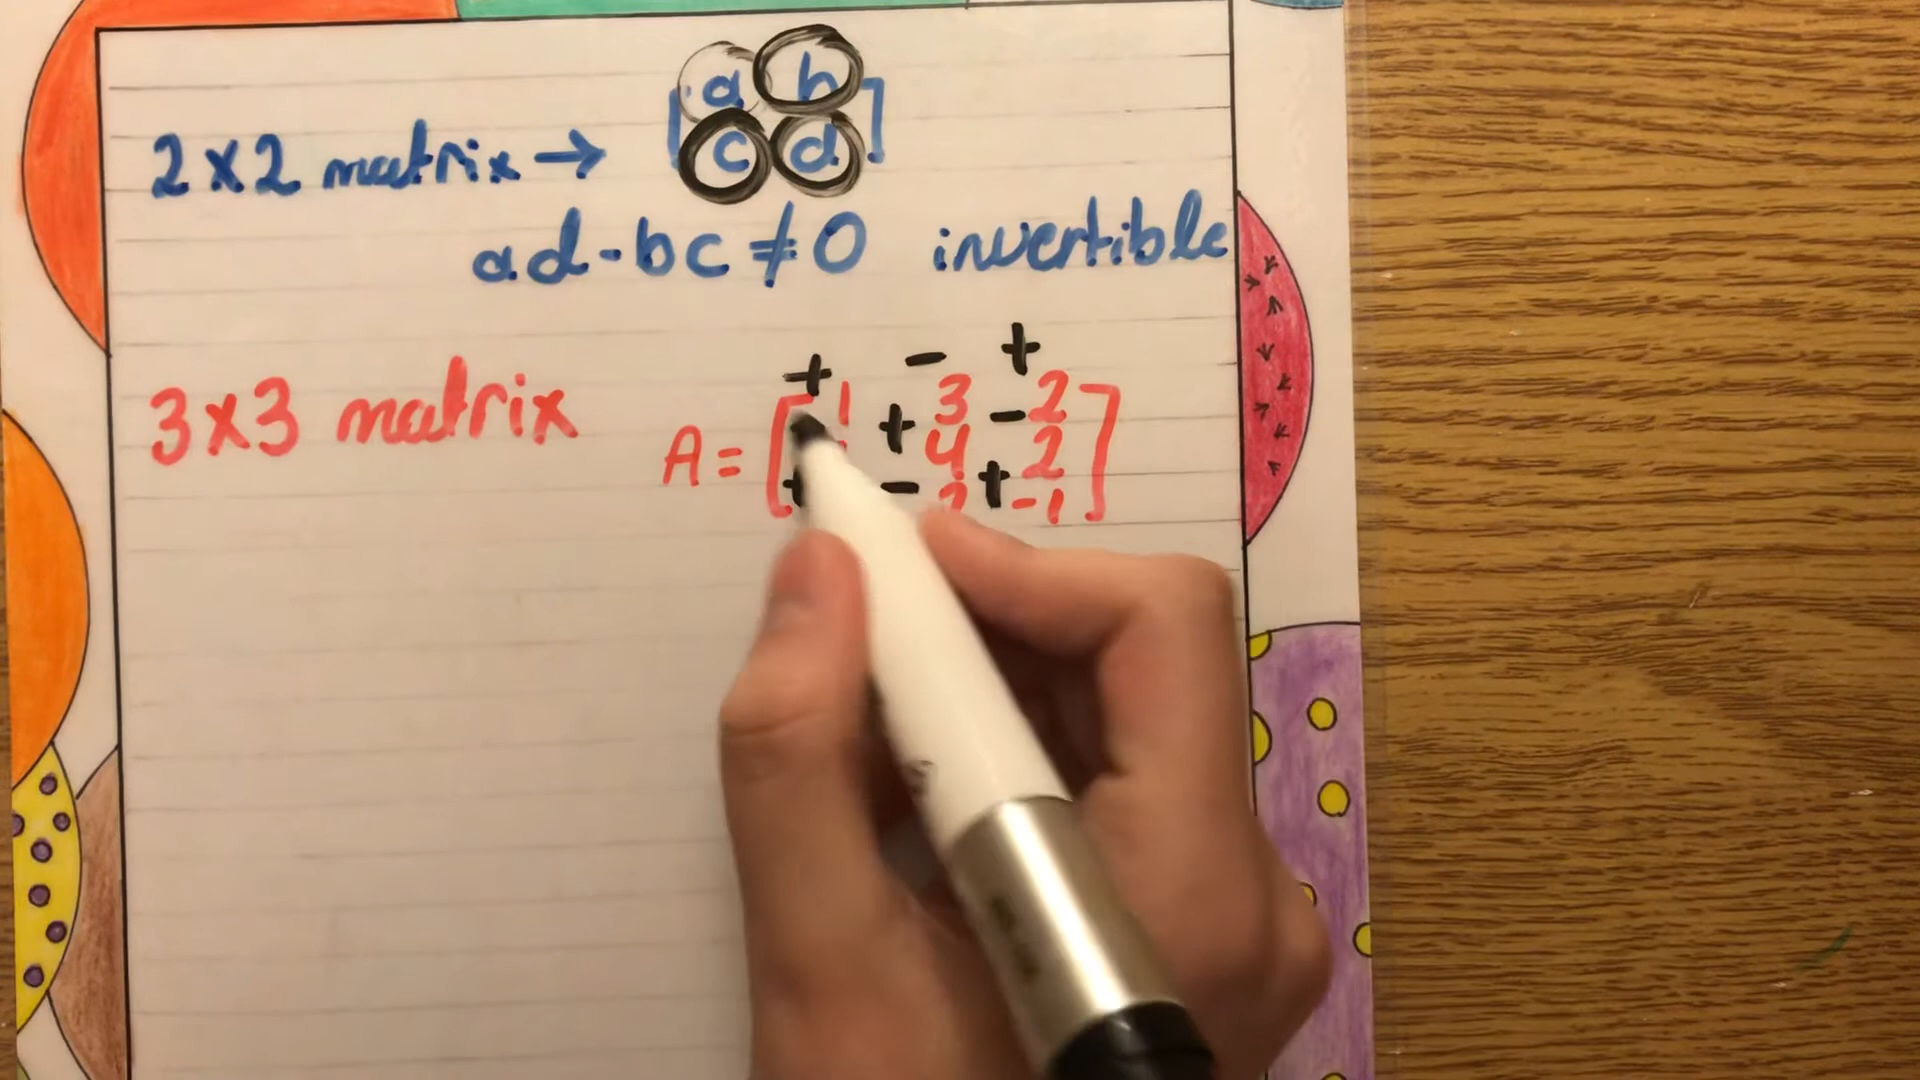 a b
c d
2x2 matrix →
ad-bc ≠ 0 invertible
+ - +
3x3 matrix
1 + 3 - 2
A = 4 2
- + -1